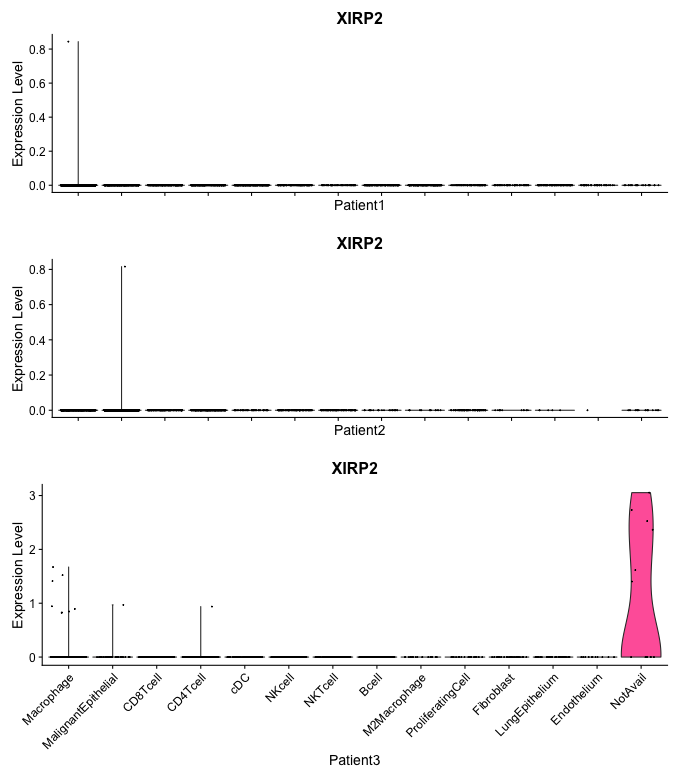 XIRP2
Expression Level
0.8
0.6
0.4
0.2
0.0
Patient1
XIRP2
Expression Level
0.8
0.6
0.4
0.2
0.0
Patient2
XIRP2
Expression Level
3
2
1
0
Macrophage
MalignantEpithelial
CD8Tcell
CD4Tcell
cDC
NKcell
NKTcell
Bcell
M2Macrophage
ProliferatingCell
Fibroblast
LungEpithelium
Endothelium
NotAvail
Patient3